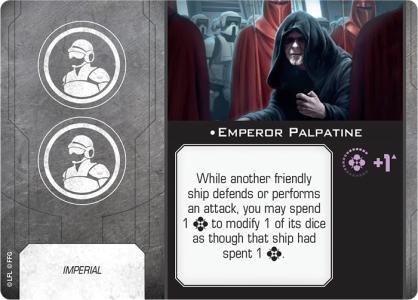 •EMPEROR PALPATINE
While another friendly
ship defends or performs
an attack, you may spend
1 to modify 1 of its dice
as though that ship had
spent 1 .
+1
IMPERIAL
© LFL © FFG